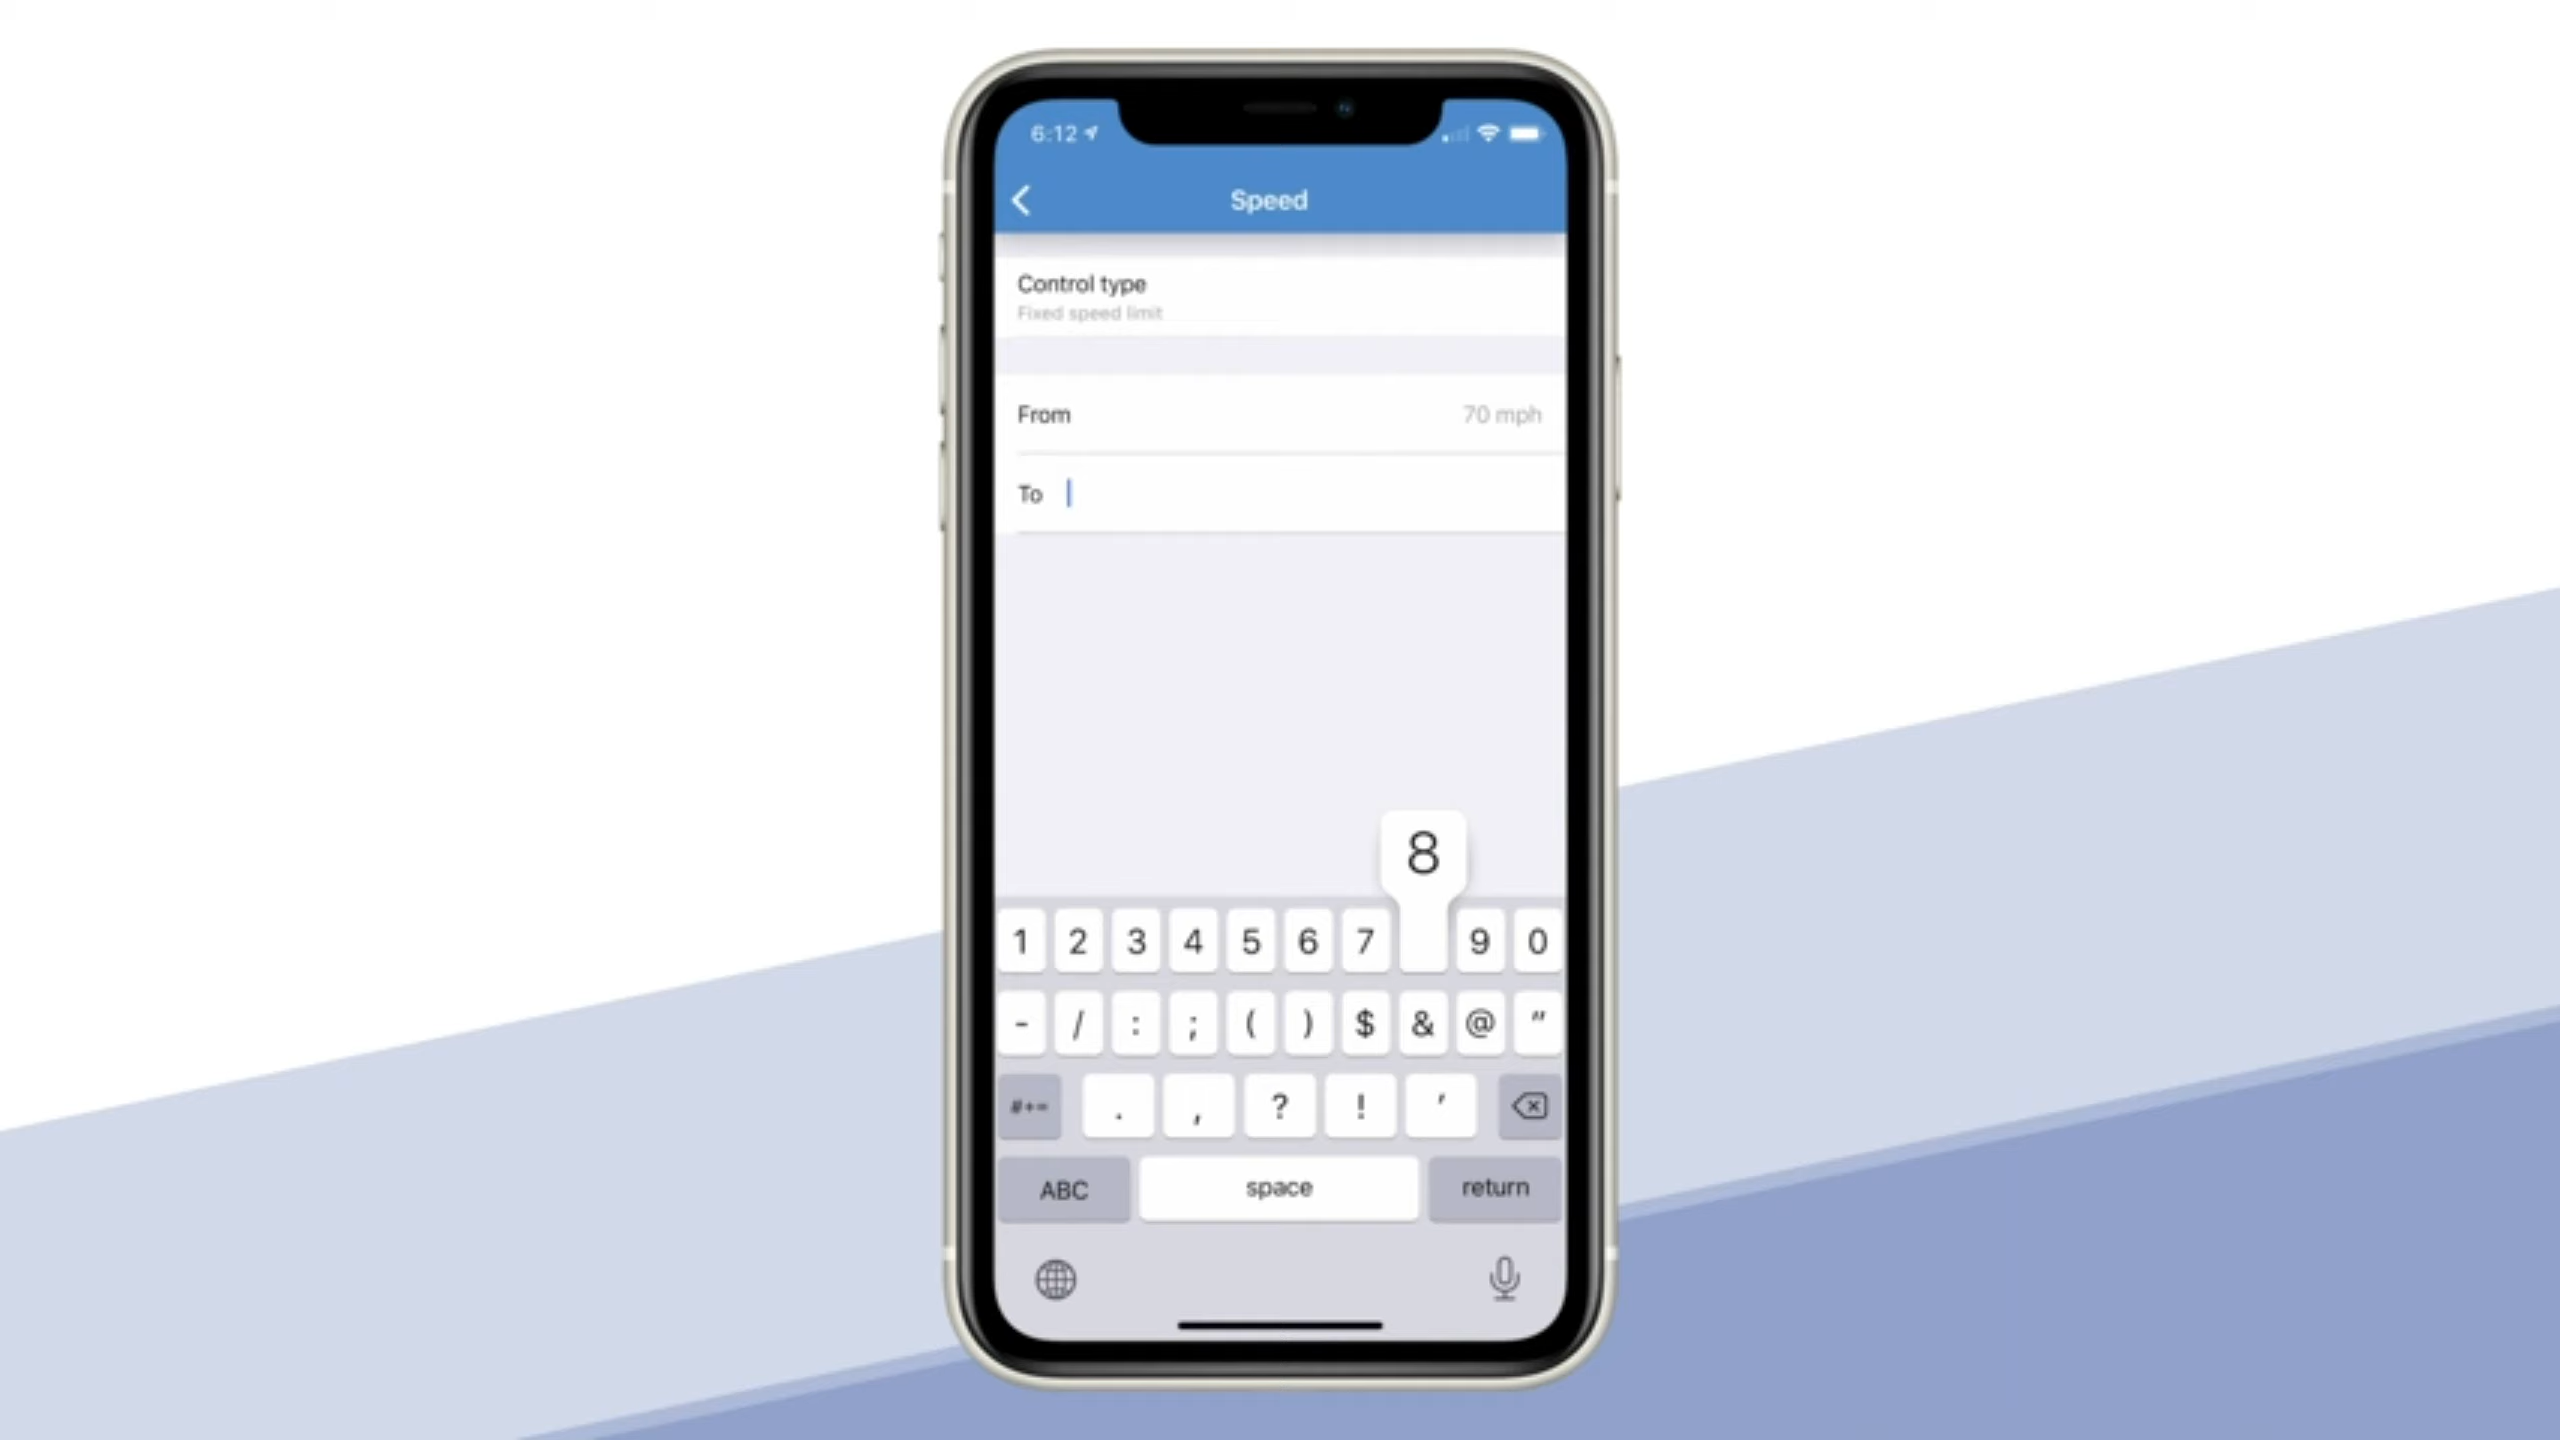 6:12
Speed
Control type
Fixed speed limit
From 70 mph
To
8
1 2 3 4 5 6 7 9 0
- / : ; ( ) $ & @ "
#+= . , ? ! '
ABC space return